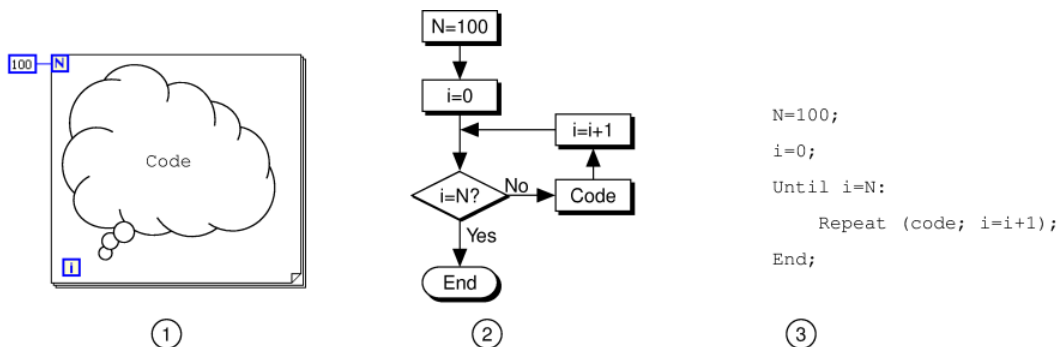 100
N
Code
i
1
N=100
i=0
i=i+1
i=N?
No
Code
Yes
End
2
N=100;
i=0;
Until i=N:
Repeat (code; i=i+1);
End;
3